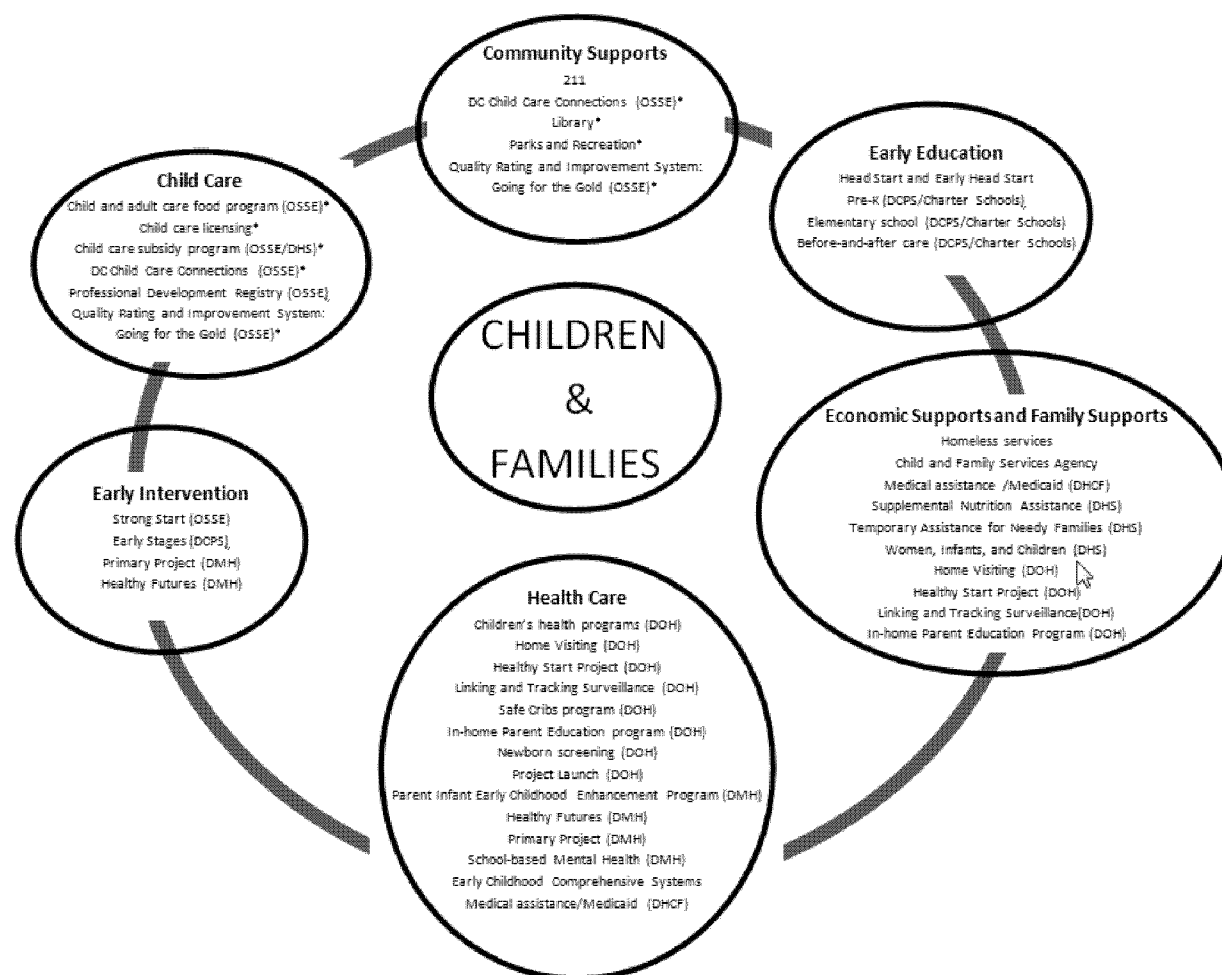 Community Supports
211
DC Child Care Connections (OSSE)*
Library*
Parks and Recreation*
Quality Rating and Improvement System:
Going for the Gold (OSSE)*
Early Education
Head Start and Early Head Start
Pre-K (DCPS/Charter Schools)
Elementary school (DCPS/Charter Schools)
Before-and-after care (DCPS/Charter Schools)
Child Care
Child and adult care food program (OSSE)*
Child care licensing*
Child care subsidy program (OSSE/DHS)*
DC Child Care Connections (OSSE)*
Professional Development Registry (OSSE)
Quality Rating and Improvement System:
Going for the Gold (OSSE)*
CHILDREN
&
FAMILIES
Economic Supports and Family Supports
Homeless services
Child and Family Services Agency
Medical assistance /Medicaid (DHCF)
Supplemental Nutrition Assistance (DHS)
Temporary Assistance for Needy Families (DHS)
Women, Infants, and Children (DHS)
Home Visiting (DOH)
Healthy Start Project (DOH)
Linking and Tracking Surveillance(DOH)
In-home Parent Education Program (DOH)
Early Intervention
Strong Start (OSSE)
Early Stages (DCPS)
Primary Project (DMH)
Healthy Futures (DMH)
Health Care
Children's health programs (DOH)
Home Visiting (DOH)
Healthy Start Project (DOH)
Linking and Tracking Surveillance (DOH)
Safe Cribs program (DOH)
In-home Parent Education program (DOH)
Newborn screening (DOH)
Project Launch (DOH)
Parent Infant Early Childhood Enhancement Program (DMH)
Healthy Futures (DMH)
Primary Project (DMH)
School-based Mental Health (DMH)
Early Childhood Comprehensive Systems
Medical assistance/Medicaid (DHCF)